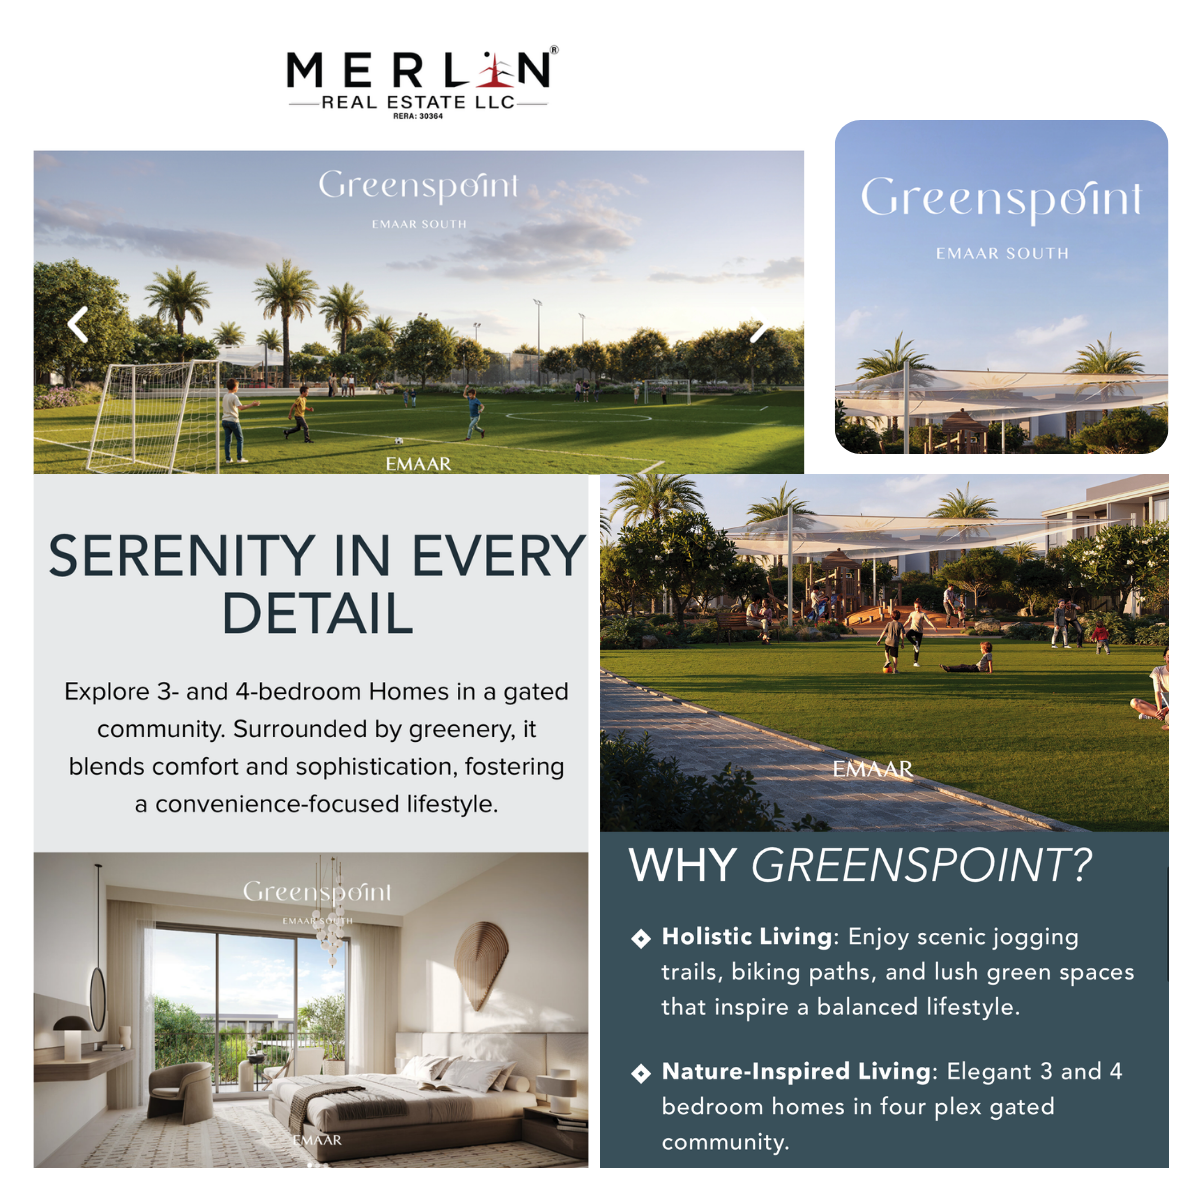 MERLIN®
REAL ESTATE LLC
RERA: 30364
Greenspoint
EMAAR SOUTH
EMAAR
Greenspoint
EMAAR SOUTH
SERENITY IN EVERY
DETAIL
Explore 3- and 4-bedroom Homes in a gated
community. Surrounded by greenery, it
blends comfort and sophistication, fostering
a convenience-focused lifestyle.
EMAAR
Greenspoint
EMAAR SOUTH
EMAAR
WHY GREENSPOINT?
Holistic Living: Enjoy scenic jogging
trails, biking paths, and lush green spaces
that inspire a balanced lifestyle.
Nature-Inspired Living: Elegant 3 and 4
bedroom homes in four plex gated
community.